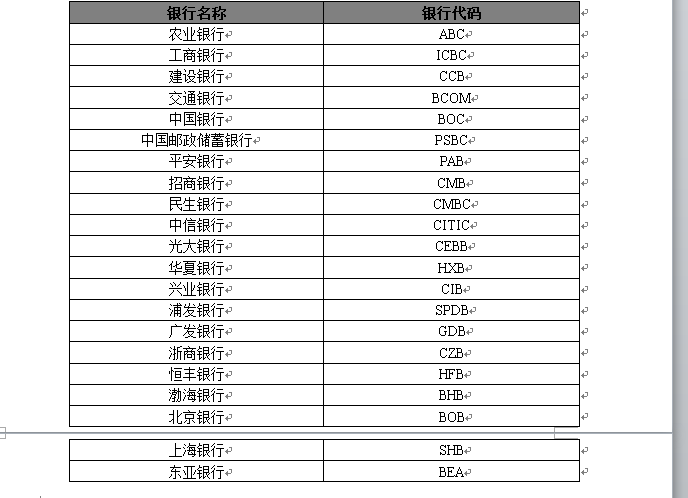 银行名称 银行代码
农业银行 ABC
工商银行 ICBC
建设银行 CCB
交通银行 BCOM
中国银行 BOC
中国邮政储蓄银行 PSBC
平安银行 PAB
招商银行 CMB
民生银行 CMBC
中信银行 CITIC
光大银行 CEBB
华夏银行 HXB
兴业银行 CIB
浦发银行 SPDB
广发银行 GDB
浙商银行 CZB
恒丰银行 HFB
渤海银行 BHB
北京银行 BOB
上海银行 SHB
东亚银行 BEA